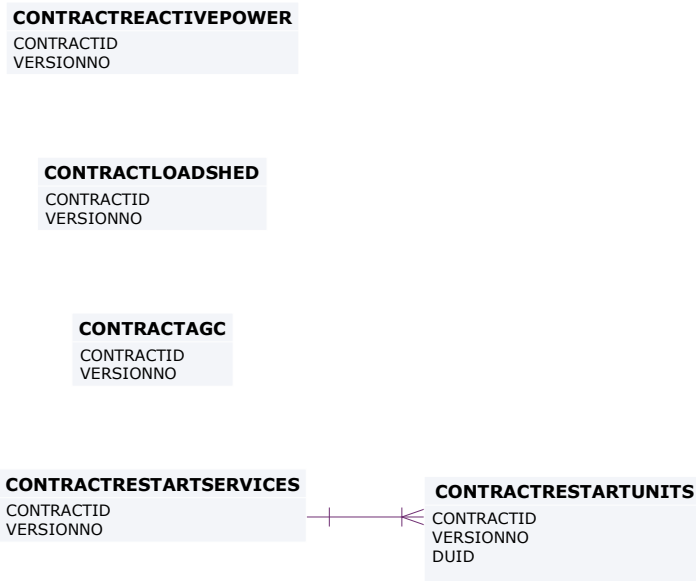 CONTRACTREACTIVEPOWER
CONTRACTID
VERSIONNO
CONTRACTLOADSHED
CONTRACTID
VERSIONNO
CONTRACTAGC
CONTRACTID
VERSIONNO
CONTRACTRESTARTSERVICES
CONTRACTID
VERSIONNO
CONTRACTRESTARTUNITS
CONTRACTID
VERSIONNO
DUID